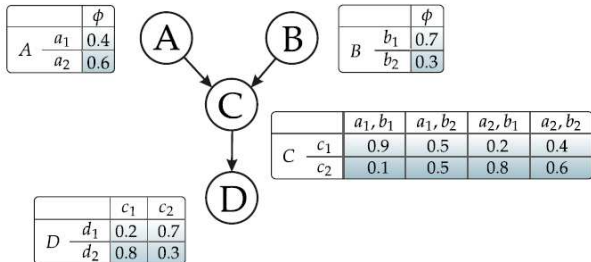 ϕ
A a₁ 0.4
a₂ 0.6
A
B
ϕ
B b₁ 0.7
b₂ 0.3
C
a₁, b₁ a₁, b₂ a₂, b₁ a₂, b₂
C c₁ 0.9 0.5 0.2 0.4
c₂ 0.1 0.5 0.8 0.6
D
c₁ c₂
D d₁ 0.2 0.7
d₂ 0.8 0.3